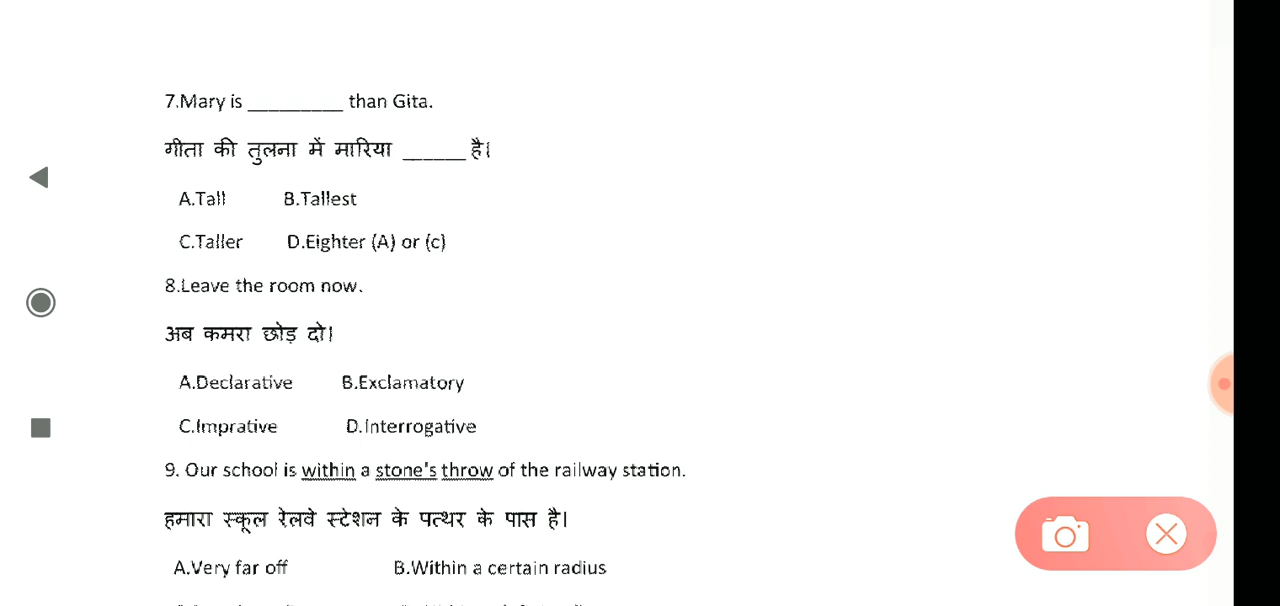 7.Mary is _________ than Gita.
गीता की तुलना में मारिया ______ है।
A.Tall B.Tallest
C.Taller D.Eighter (A) or (c)
8.Leave the room now.
अब कमरा छोड़ दो।
A.Declarative B.Exclamatory
C.Imprative D.Interrogative
9. Our school is within a stone's throw of the railway station.
हमारा स्कूल रेलवे स्टेशन के पत्थर के पास है।
A.Very far off B.Within a certain radius